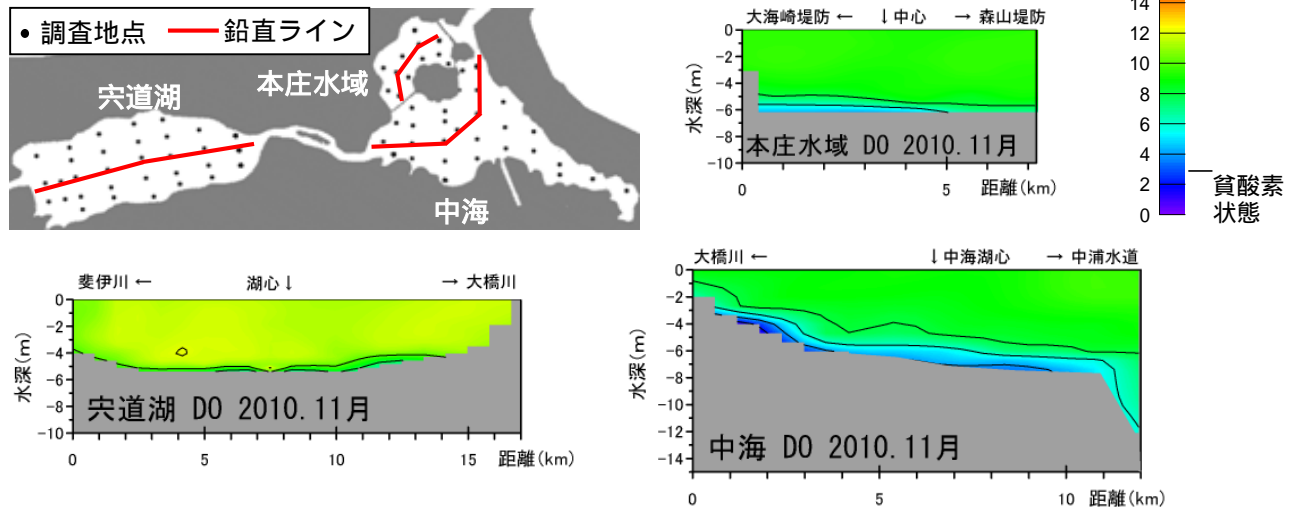 • 調査地点 ― 鉛直ライン
宍道湖
本庄水域
中海
大海崎堤防 ← ↓中心 → 森山堤防
水深(m)
0
-2
-4
-6
-8
-10
本庄水域 DO 2010.11月
0 5 距離(km)
14
12
10
8
6
4
2
0
貧酸素
状態
斐伊川 ← 湖心↓ → 大橋川
水深(m)
0
-2
-4
-6
-8
-10
宍道湖 DO 2010.11月
0 5 10 15 距離(km)
大橋川 ← ↓中海湖心 → 中浦水道
水深(m)
0
-2
-4
-6
-8
-10
-12
-14
中海 DO 2010.11月
0 5 10 距離(km)